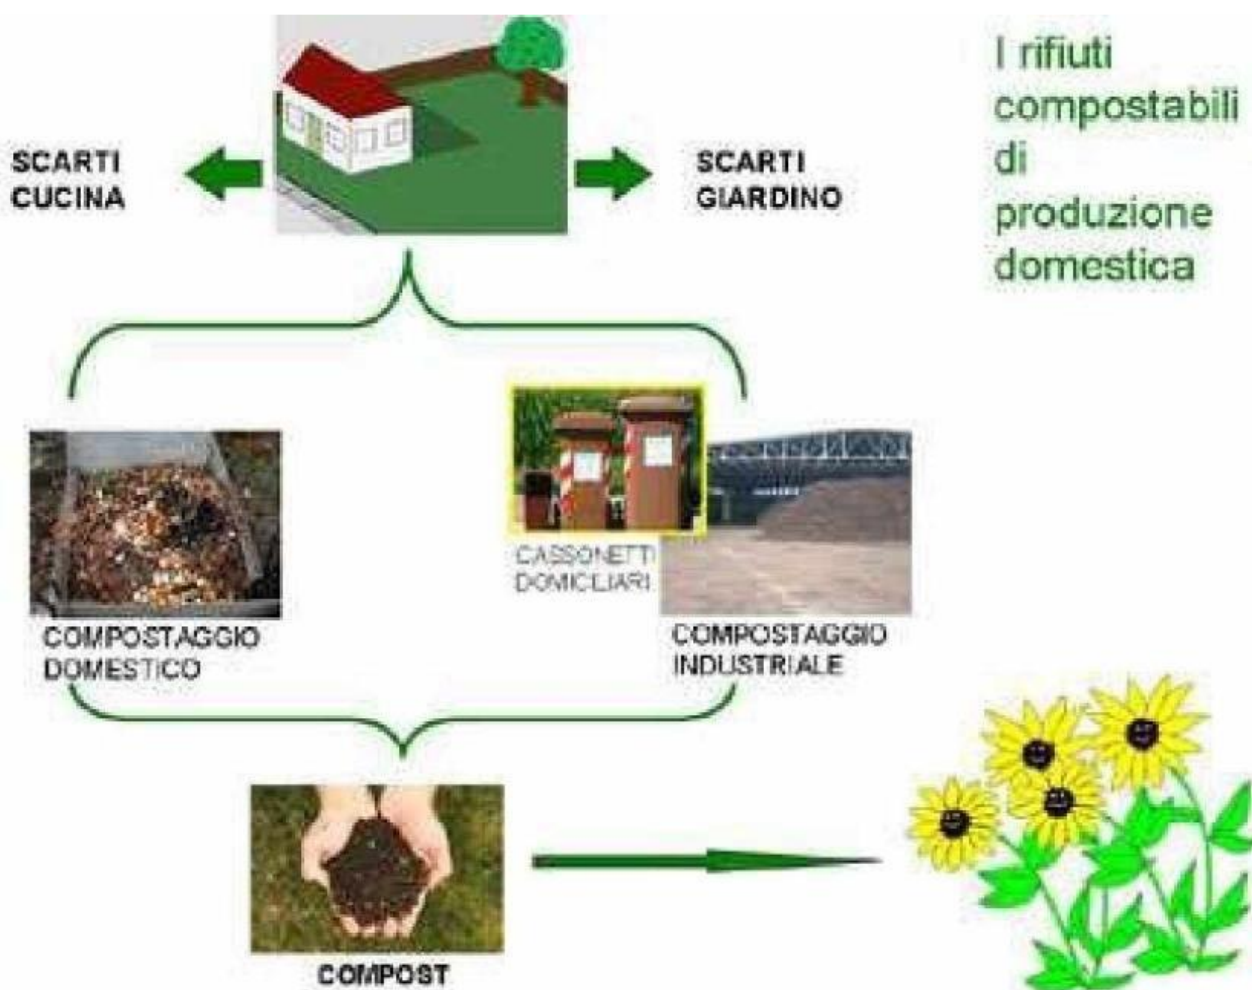 I rifiuti
compostabili
di
produzione
domestica
SCARTI
CUCINA
SCARTI
GIARDINO
CASSONETTI
DOMICILIARI
COMPOSTAGGIO
DOMESTICO
COMPOSTAGGIO
INDUSTRIALE
COMPOST